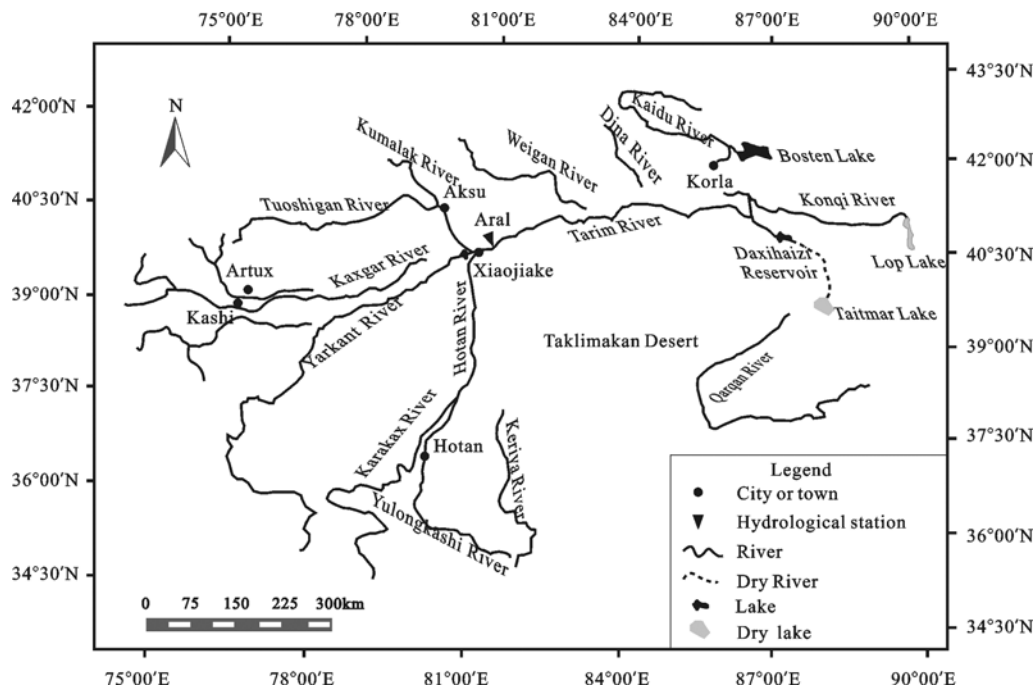 75°00′E 78°00′E 81°00′E 84°00′E 87°00′E 90°00′E
43°30′N
42°00′N
N
Kaidu River
Kumalak River
Dina River
Weigan River
Bosten Lake
42°00′N
Korla
40°30′N
Aksu
Tuoshigan River
Konqi River
Aral
Tarim River
Kaxgar River
Daxihaizi
Reservoir
40°30′N
Lop Lake
Artux
Xiaojiake
39°00′N
Kashi
Taitmar Lake
Yarkant River
Hotan River
Taklimakan Desert
39°00′N
Qarqan River
37°30′N
Karakax River
Keriya River
37°30′N
Hotan
36°00′N
Yulongkashi River
Legend
City or town
Hydrological station
36°00′N
River
34°30′N
Dry River
0 75 150 225 300km
Lake
Dry lake
34°30′N
75°00′E 78°00′E 81°00′E 84°00′E 87°00′E 90°00′E